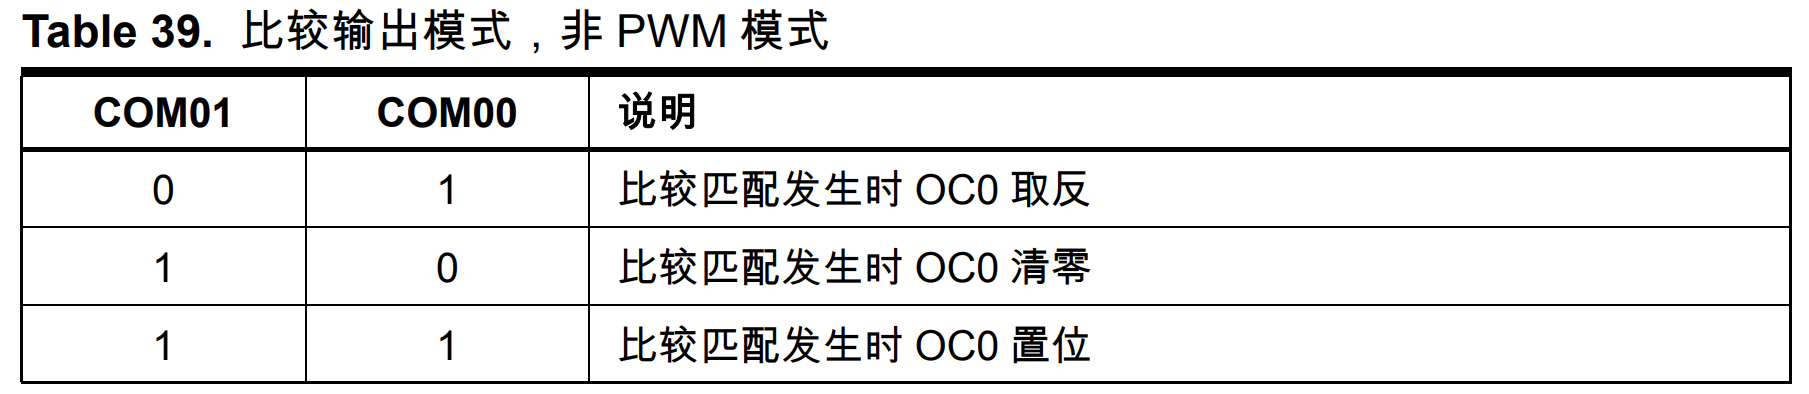 Table 39. 比较输出模式，非 PWM 模式
COM01 COM00 说明
0 1 比较匹配发生时 OC0 取反
1 0 比较匹配发生时 OC0 清零
1 1 比较匹配发生时 OC0 置位